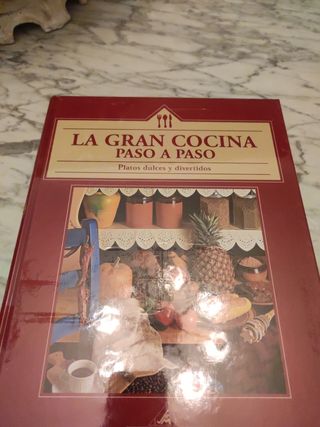 LA GRAN COCINA
PASO A PASO
Platos dulces y divertidos